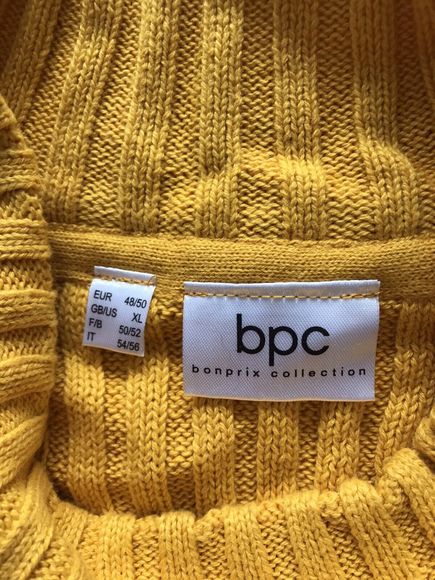 EUR 48/50
GB/US XL
F/B 50/52
IT 54/56
bpc
bonprix collection